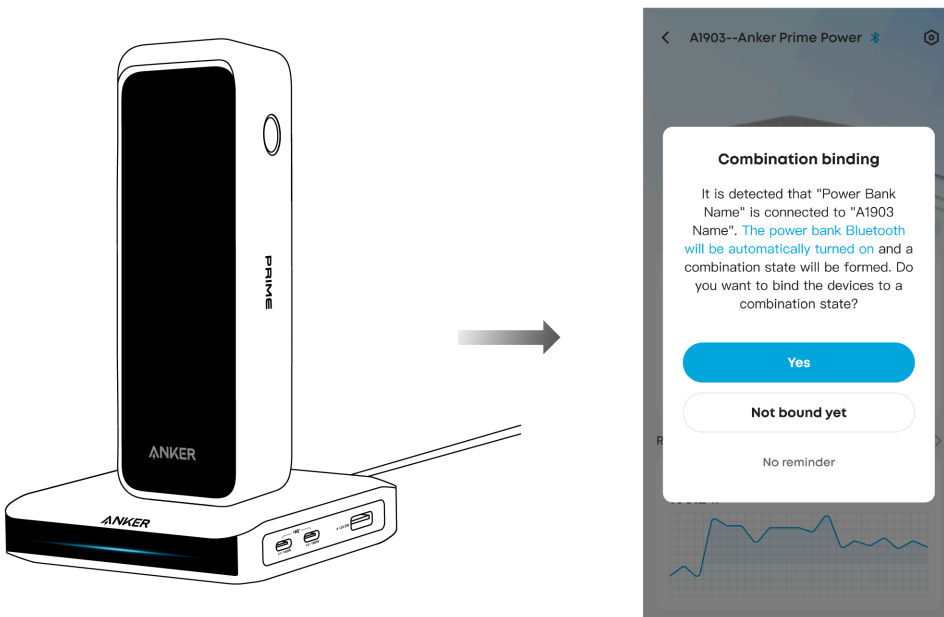 PRIME
ANKER
ANKER
A1903--Anker Prime Power
Combination binding
It is detected that "Power Bank
Name" is connected to "A1903
Name". The power bank Bluetooth
will be automatically turned on and a
combination state will be formed. Do
you want to bind the devices to a
combination state?
Yes
Not bound yet
No reminder